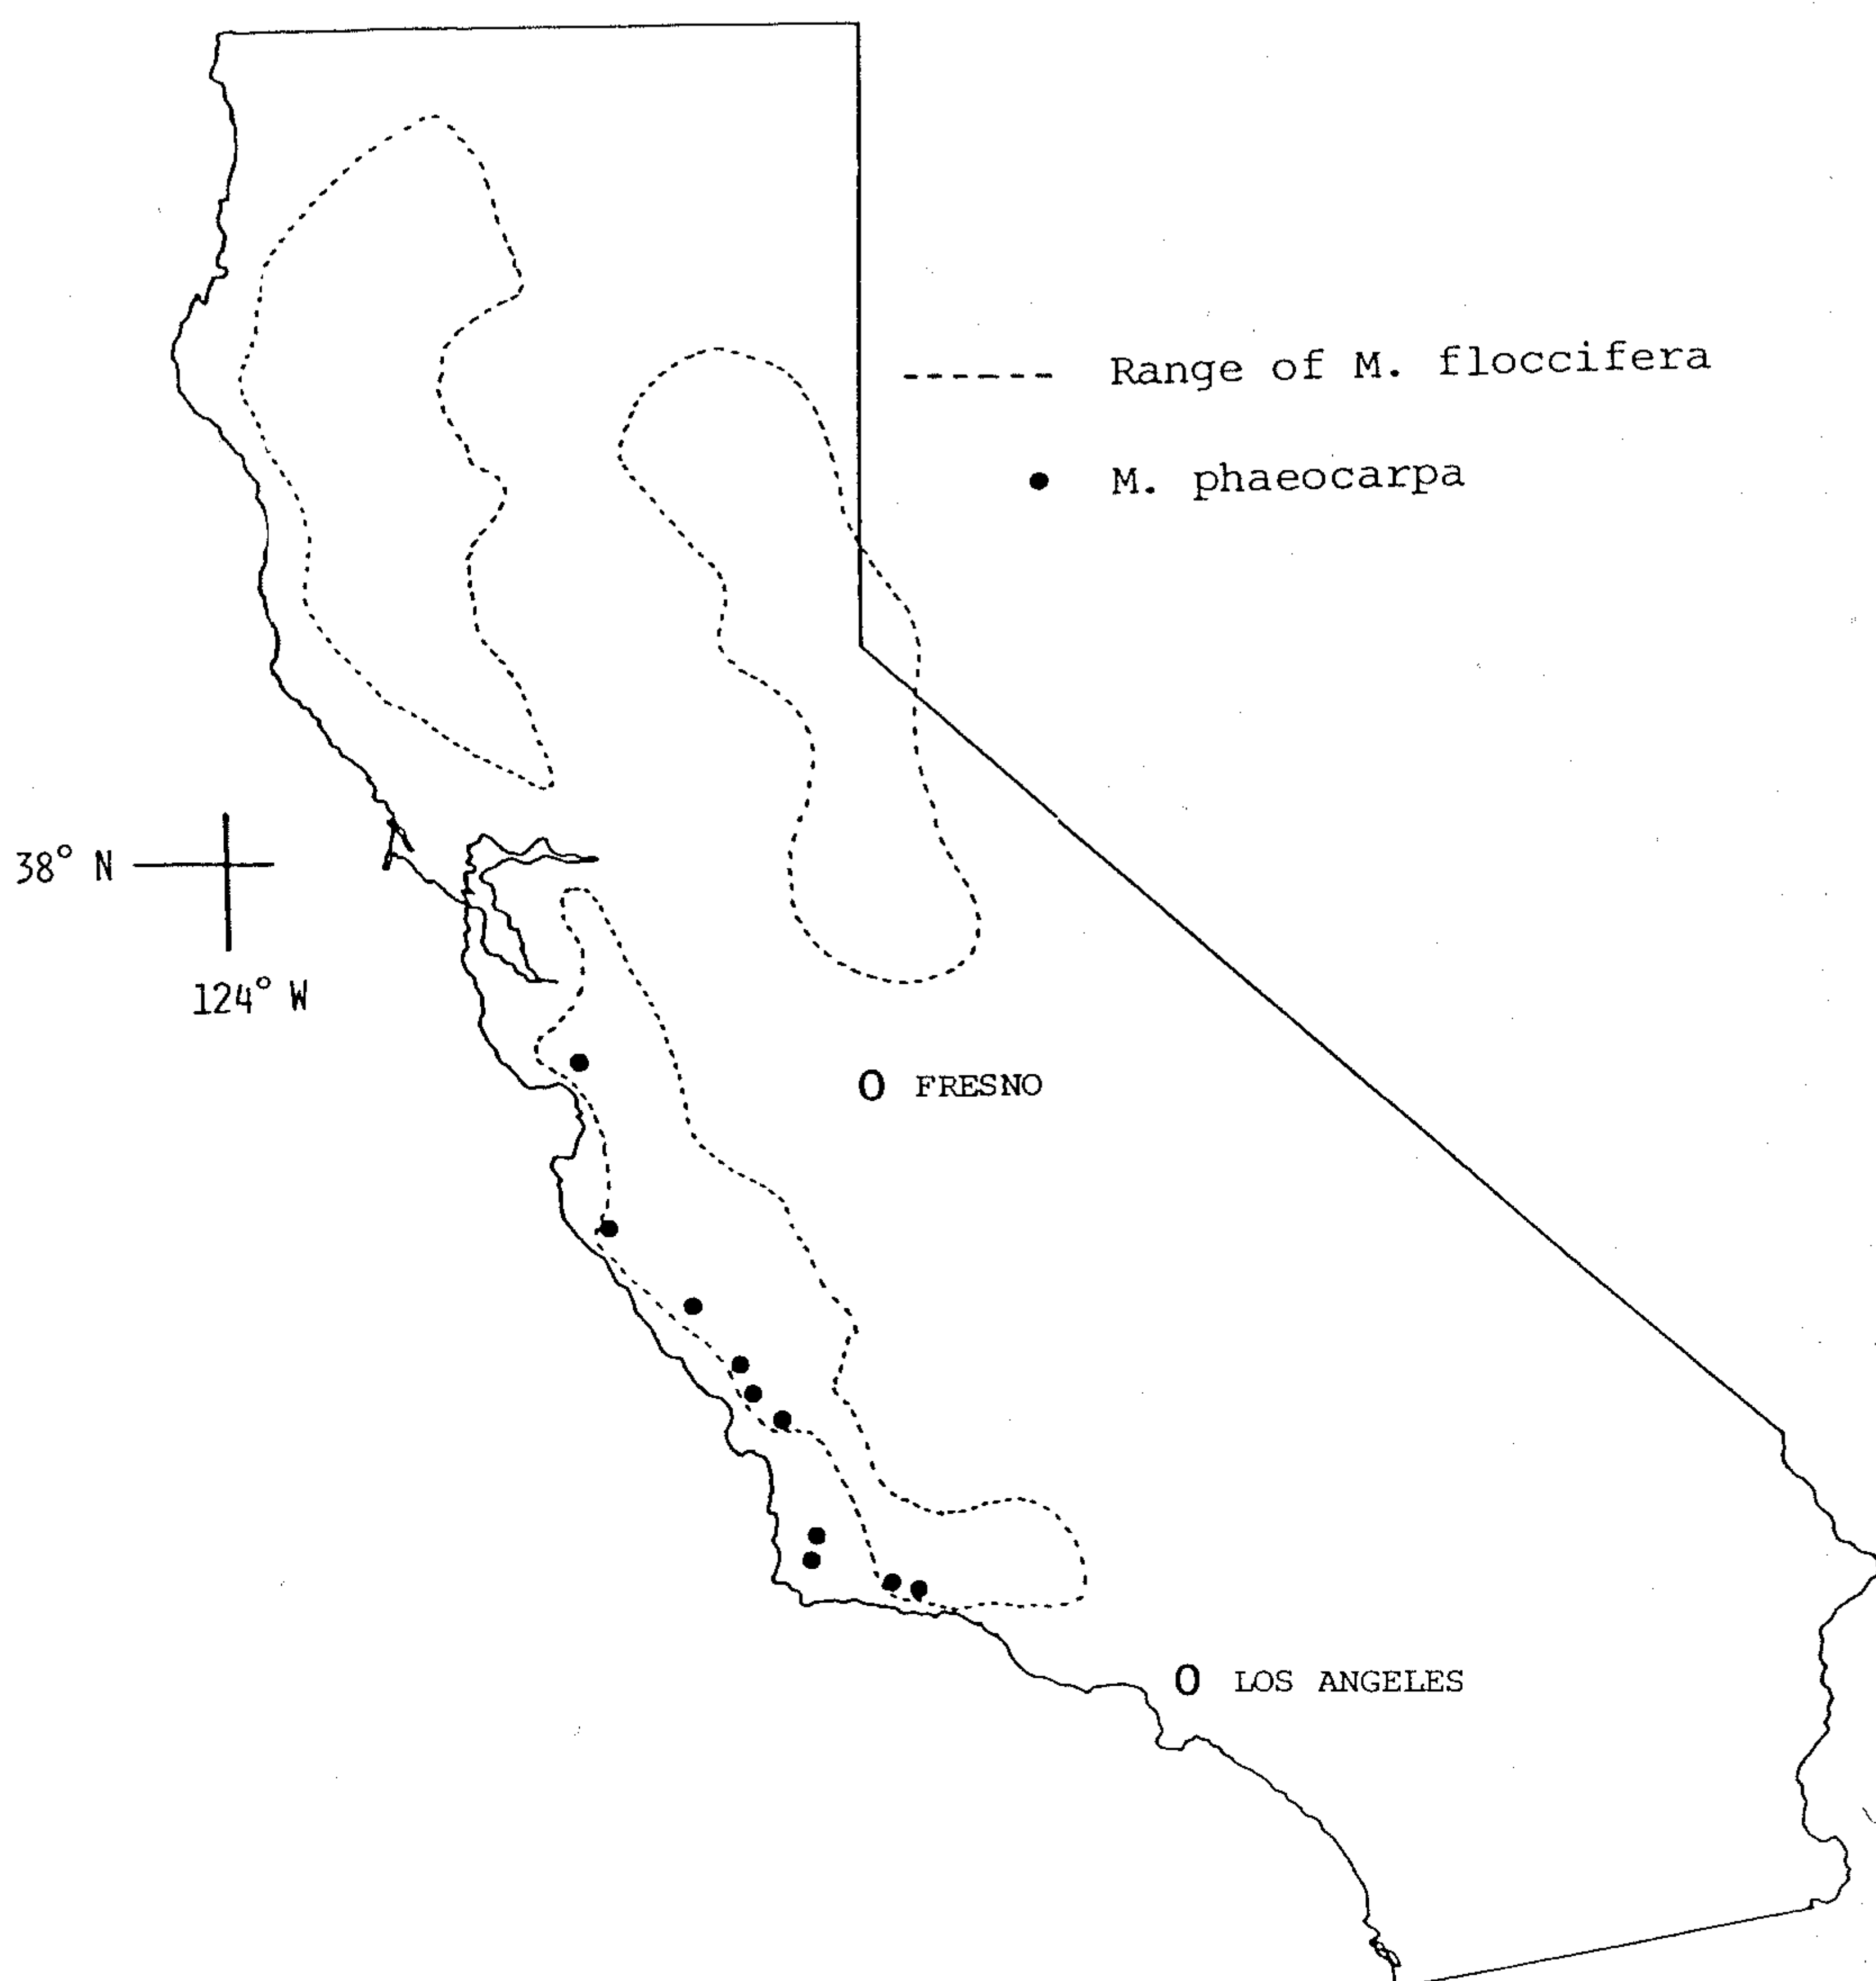 ------ Range of M. floccifera
● M. phaeocarpa
38° N
124° W
O FRESNO
O LOS ANGELES